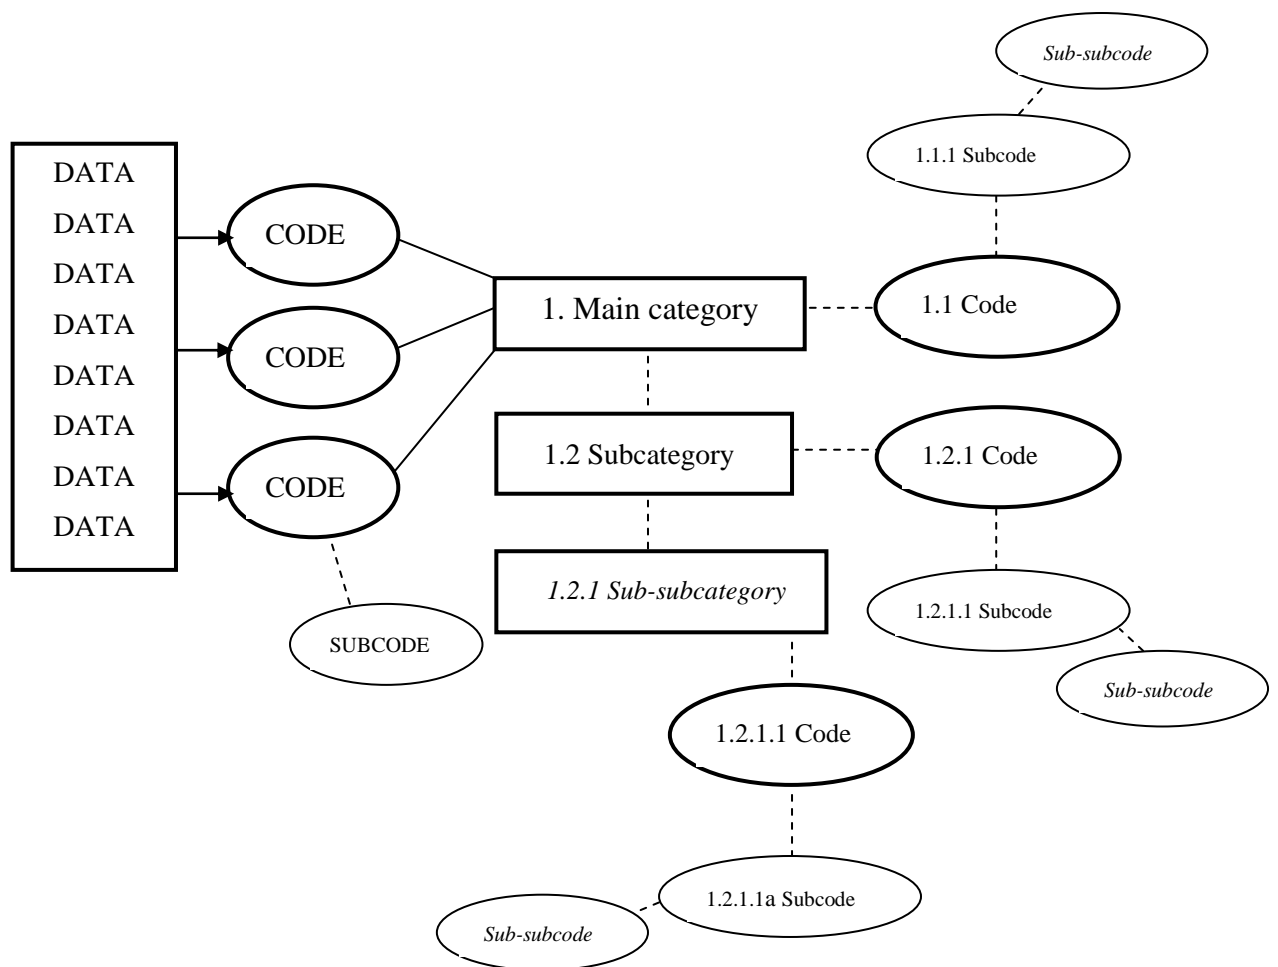 DATA
DATA
DATA
DATA
DATA
DATA
DATA
DATA
CODE
CODE
CODE
SUBCODE
1. Main category
1.2 Subcategory
1.2.1 Sub-subcategory
Sub-subcode
1.1.1 Subcode
1.1 Code
1.2.1 Code
1.2.1.1 Subcode
Sub-subcode
1.2.1.1 Code
1.2.1.1a Subcode
Sub-subcode